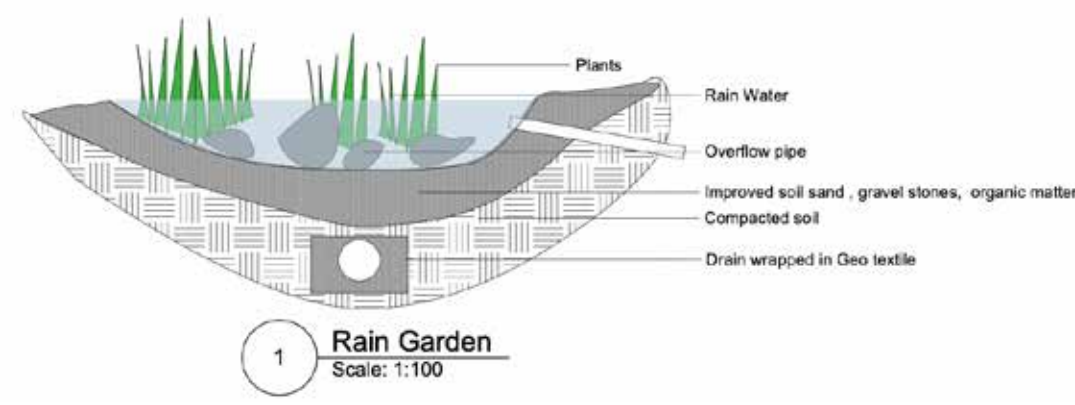 Plants
Rain Water
Overflow pipe
Improved soil sand , gravel stones, organic matter
Compacted soil
Drain wrapped in Geo textile
1
Rain Garden
Scale: 1:100